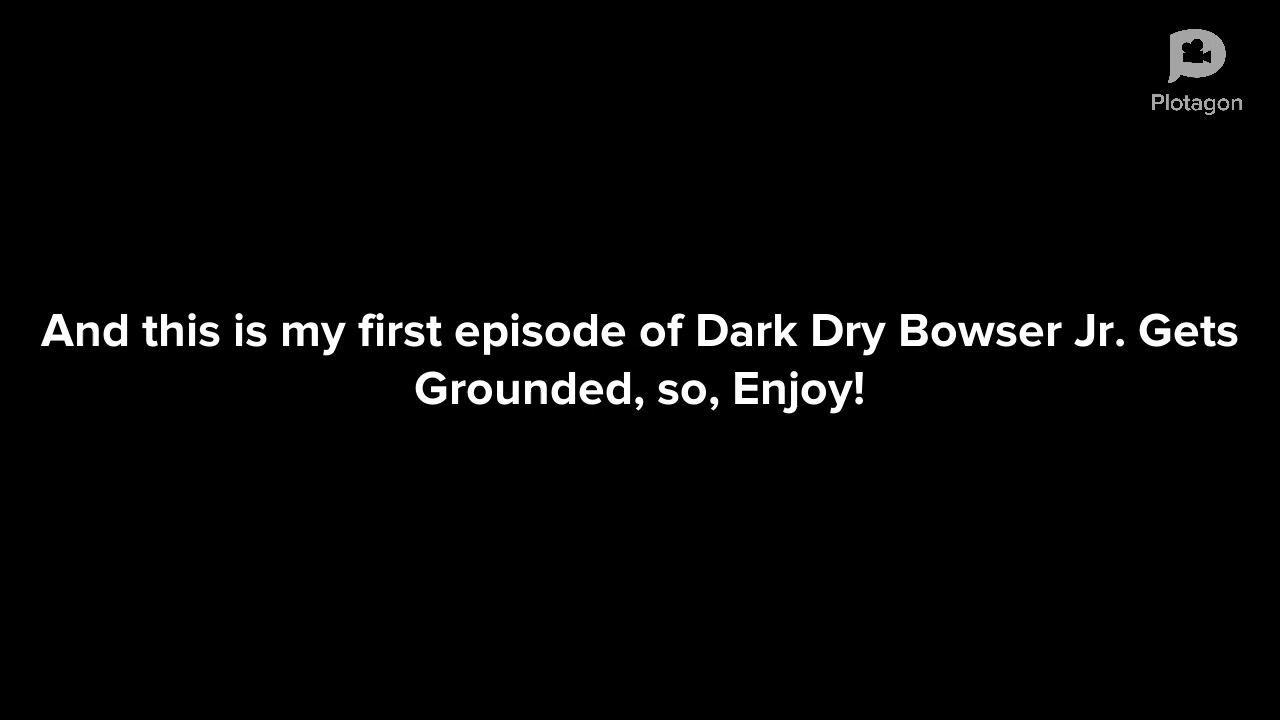 Plotagon
And this is my first episode of Dark Dry Bowser Jr. Gets
Grounded, so, Enjoy!